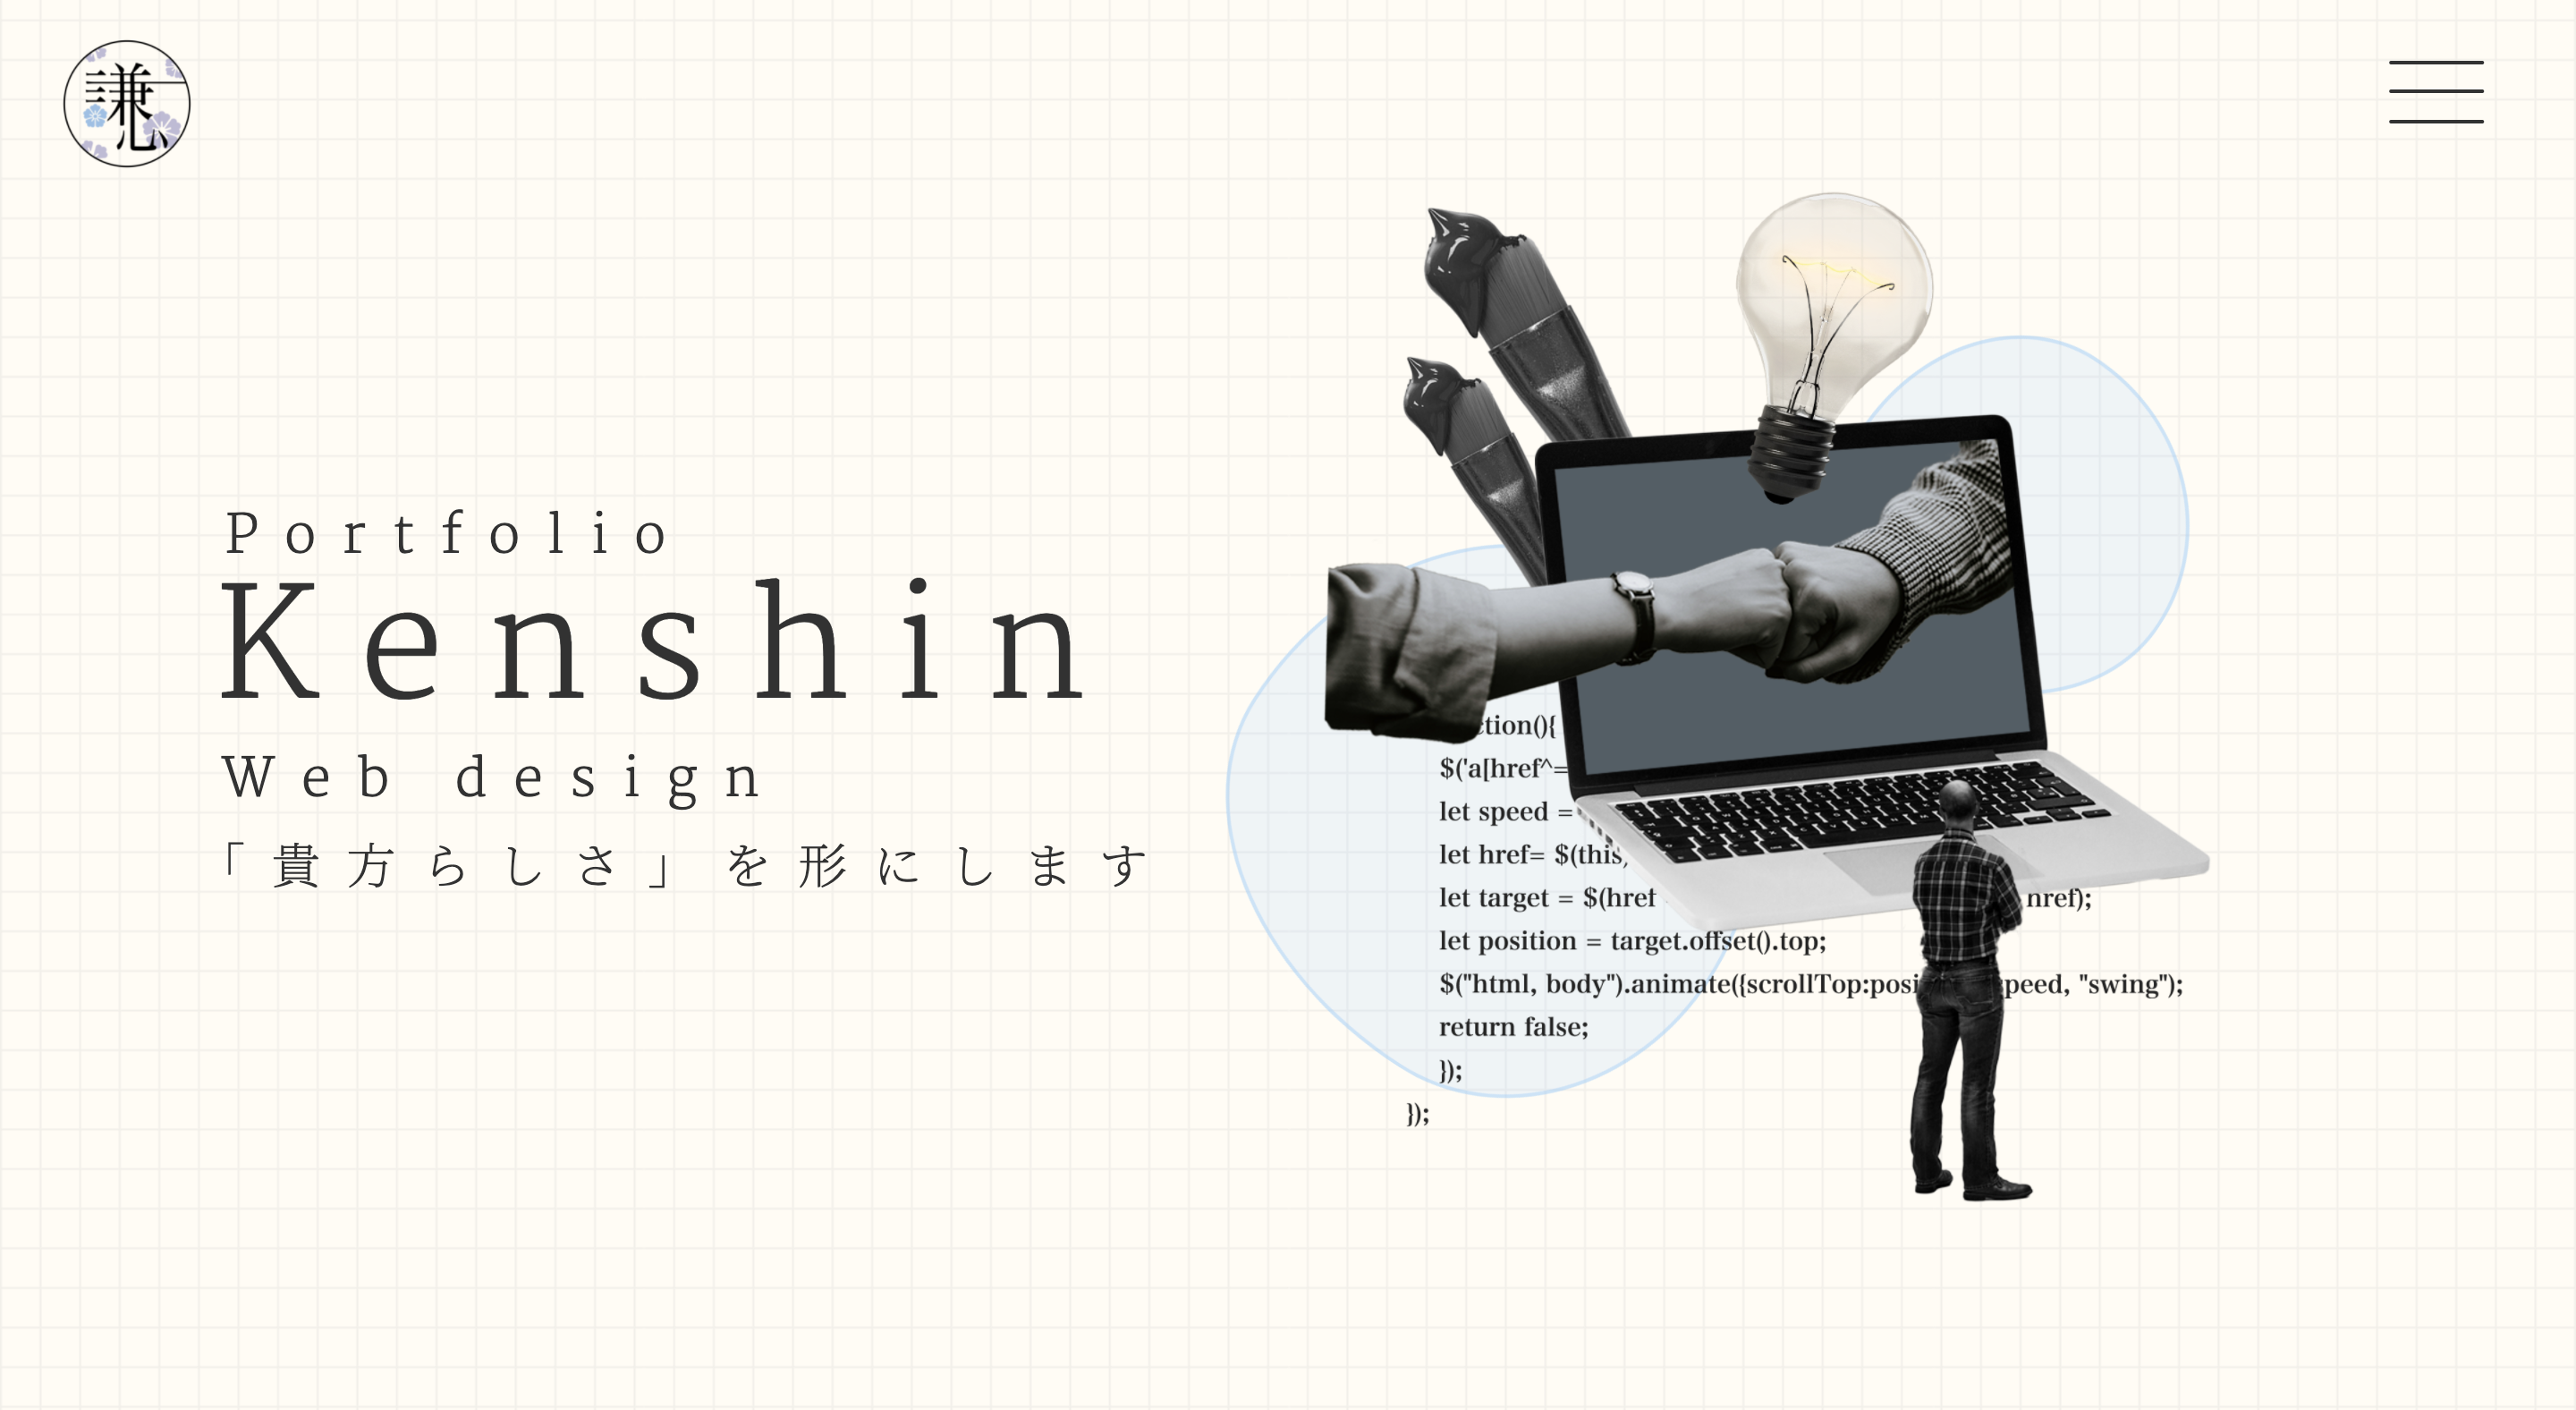 謙心
Portfolio
Kenshin
Web design
「貴方らしさ」を形にします
ction(){
$('a[href^=
let speed =
let href= $(this)
let target = $(href
href);
let position = target.offset().top;
$("html, body").animate({scrollTop:posi
speed, "swing");
return false;
});
});